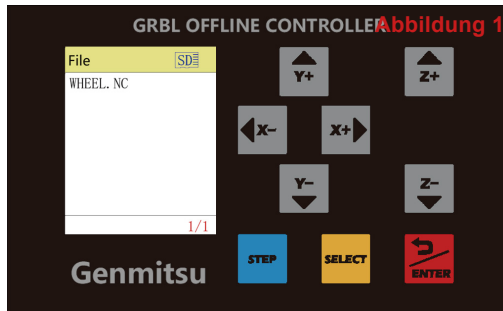 GRBL OFFLINE CONTROLLER
Abbildung 1
File SD
WHEEL.NC
1/1
Y+
Z+
X-
X+
Y-
Z-
STEP
SELECT
ENTER
Genmitsu